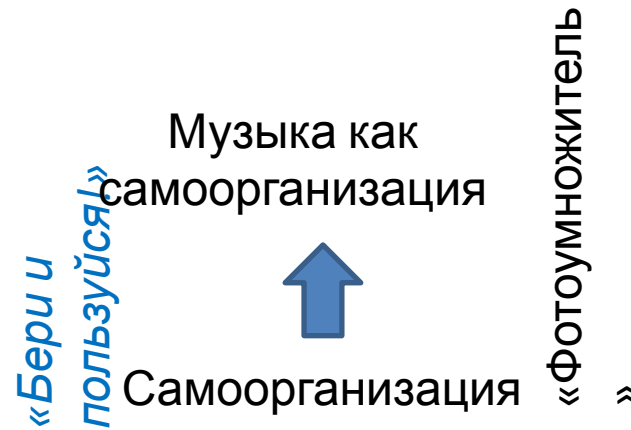 Музыка как
самоорганизация
«Бери и
пользуйся!»
Самоорганизация
«Фотоумножитель
»